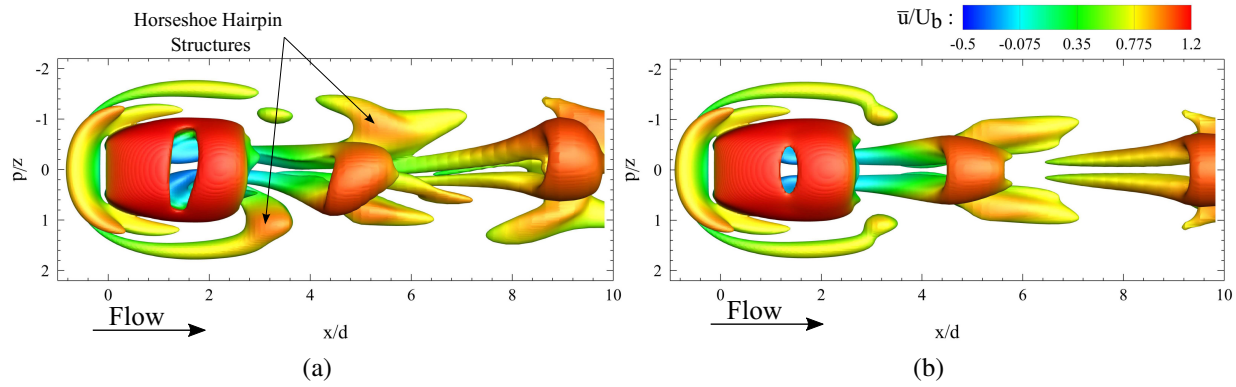 Horseshoe Hairpin
Structures
u̅/U_b :
-0.5 -0.075 0.35 0.775 1.2
-2
-1
p/z
0
1
2
0 2 4 6 8 10
Flow
x/d
(a)
-2
-1
p/z
0
1
2
0 2 4 6 8 10
Flow
x/d
(b)